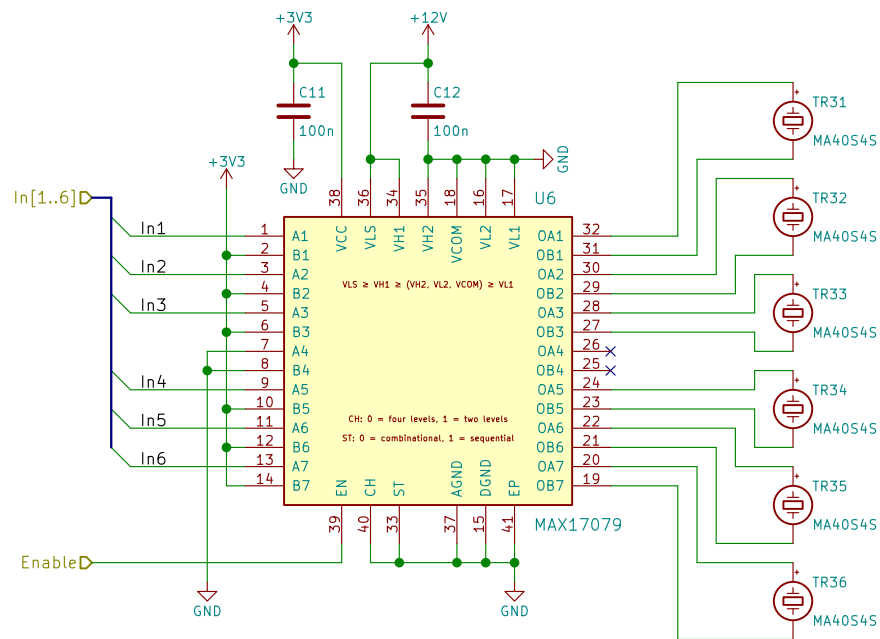 +3V3
+12V
C11
100n
C12
100n
GND
GND
+3V3
In[1..6]
In1
In2
In3
In4
In5
In6
Enable
GND
GND
U6
MAX17079
38
36
34
35
18
16
17
VCC
VLS
VH1
VH2
VCOM
VL2
VL1
VLS ≥ VH1 ≥ (VH2, VL2, VCOM) ≥ VL1
CH: 0 = four levels, 1 = two levels
ST: 0 = combinational, 1 = sequential
1 A1
2 B1
3 A2
4 B2
5 A3
6 B3
7 A4
8 B4
9 A5
10 B5
11 A6
12 B6
13 A7
14 B7
OA1 32
OB1 31
OA2 30
OB2 29
OA3 28
OB3 27
OA4 26
OB4 25
OA5 24
OB5 23
OA6 22
OB6 21
OA7 20
OB7 19
EN
CH
ST
AGND
DGND
EP
39
40
33
37
15
41
+
TR31
MA40S4S
+
TR32
MA40S4S
+
TR33
MA40S4S
+
TR34
MA40S4S
+
TR35
MA40S4S
+
TR36
MA40S4S